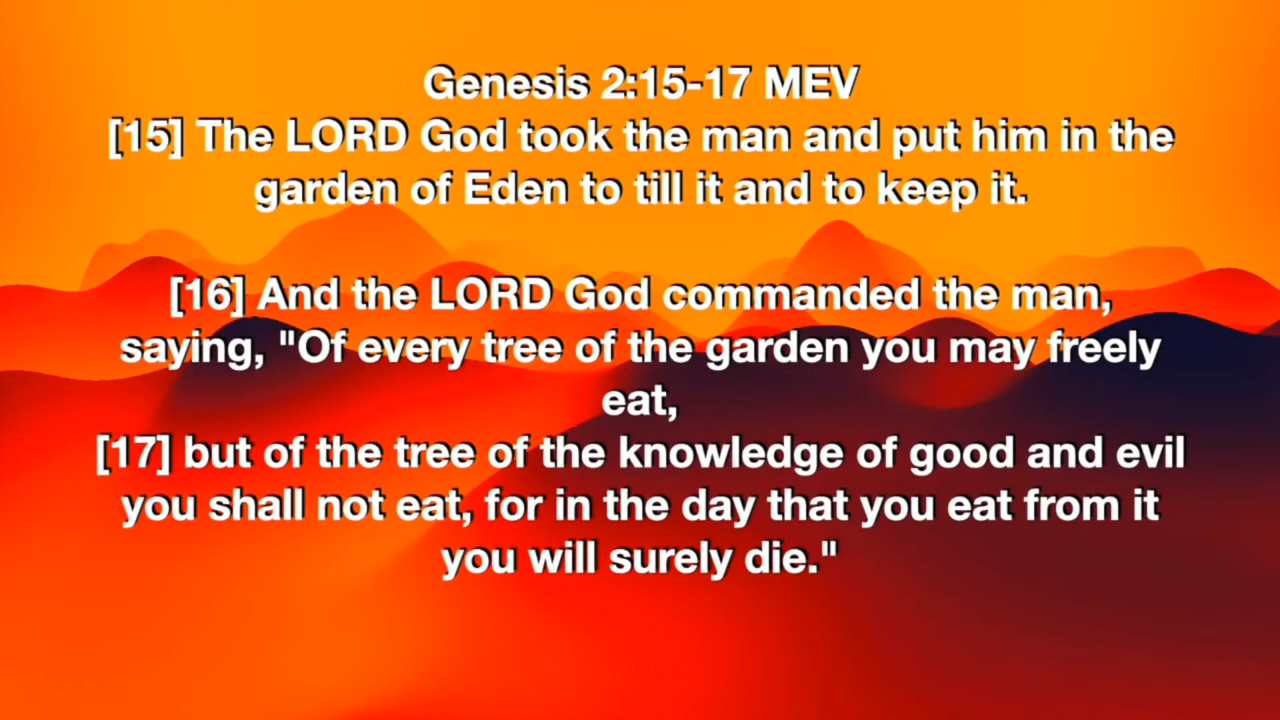 Genesis 2:15-17 MEV
[15] The LORD God took the man and put him in the
garden of Eden to till it and to keep it.
[16] And the LORD God commanded the man,
saying, "Of every tree of the garden you may freely
eat,
[17] but of the tree of the knowledge of good and evil
you shall not eat, for in the day that you eat from it
you will surely die."